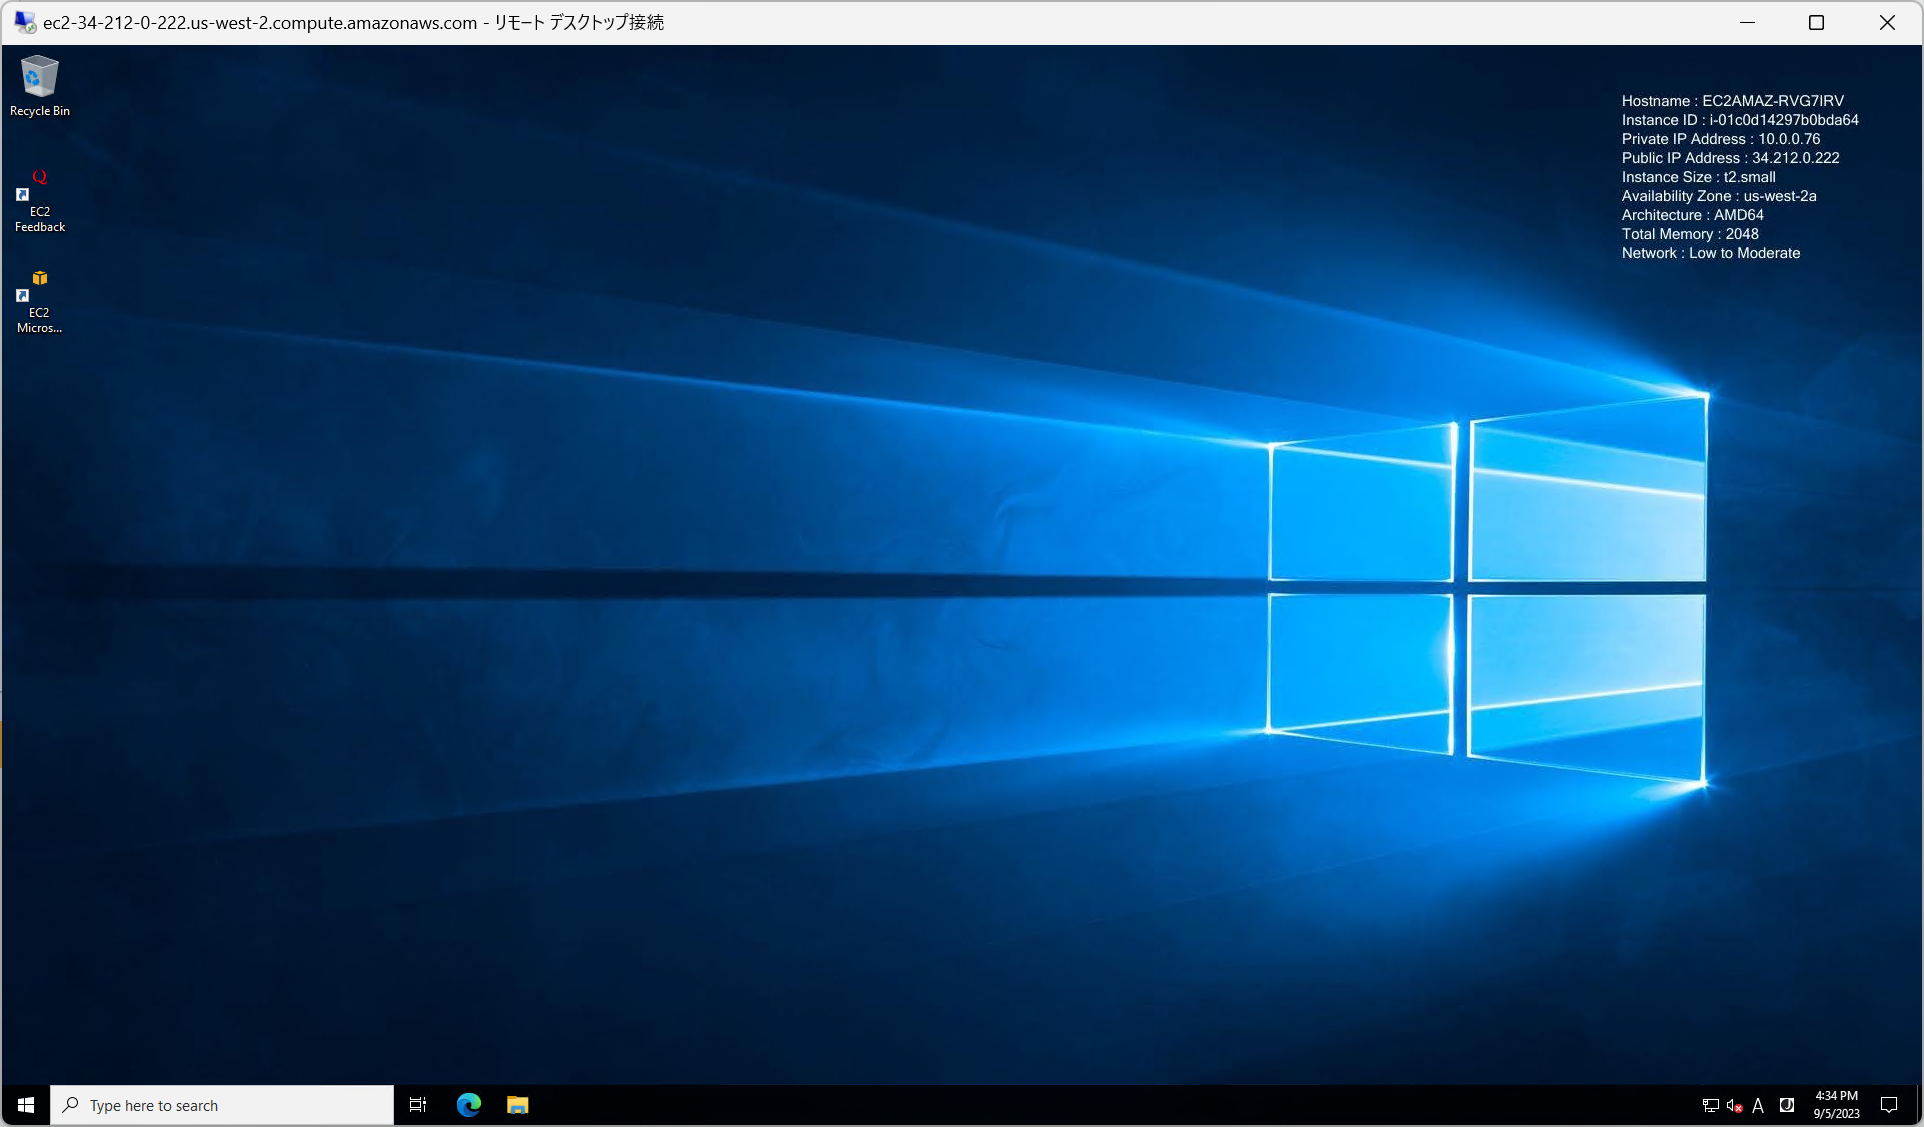 ec2-34-212-0-222.us-west-2.compute.amazonaws.com - リモート デスクトップ接続
Recycle Bin
EC2
Feedback
EC2
Micros...
Hostname : EC2AMAZ-RVG7IRV
Instance ID : i-01c0d14297b0bda64
Private IP Address : 10.0.0.76
Public IP Address : 34.212.0.222
Instance Size : t2.small
Availability Zone : us-west-2a
Architecture : AMD64
Total Memory : 2048
Network : Low to Moderate
Type here to search
A
J
4:34 PM
9/5/2023